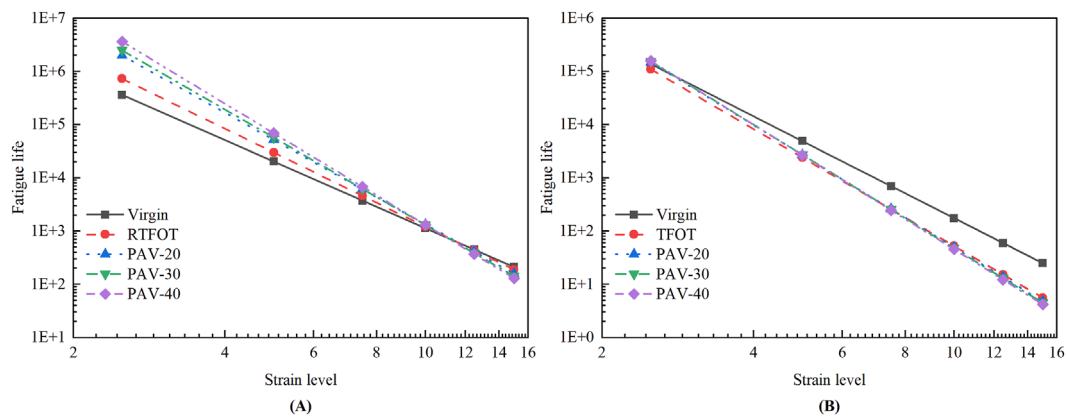 1E+7
1E+6
1E+5
1E+4
1E+3
1E+2
1E+1
Fatigue life
Virgin
RTFOT
PAV-20
PAV-30
PAV-40
2 4 6 8 10 12 14 16
Strain level
(A)
1E+6
1E+5
1E+4
1E+3
1E+2
1E+1
1E+0
Fatigue life
Virgin
TFOT
PAV-20
PAV-30
PAV-40
2 4 6 8 10 12 14 16
Strain level
(B)